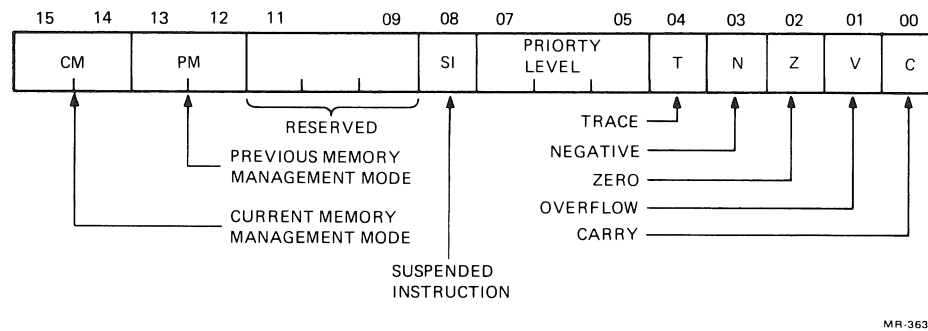 15 14 13 12 11 09 08 07 05 04 03 02 01 00
CM PM SI PRIORTY LEVEL T N Z V C
RESERVED
TRACE
PREVIOUS MEMORY
MANAGEMENT MODE
NEGATIVE
ZERO
CURRENT MEMORY
MANAGEMENT MODE
OVERFLOW
CARRY
SUSPENDED
INSTRUCTION
MR-363